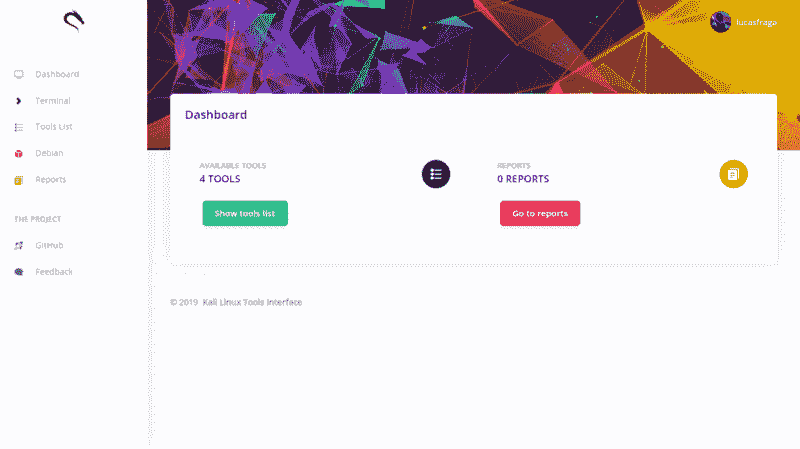 lucasfraga
Dashboard
Terminal
Tools List
Debian
Reports
THE PROJECT
GitHub
Feedback
Dashboard
AVAILABLE TOOLS
4 TOOLS
Show tools list
REPORTS
0 REPORTS
Go to reports
© 2019 Kali Linux Tools Interface